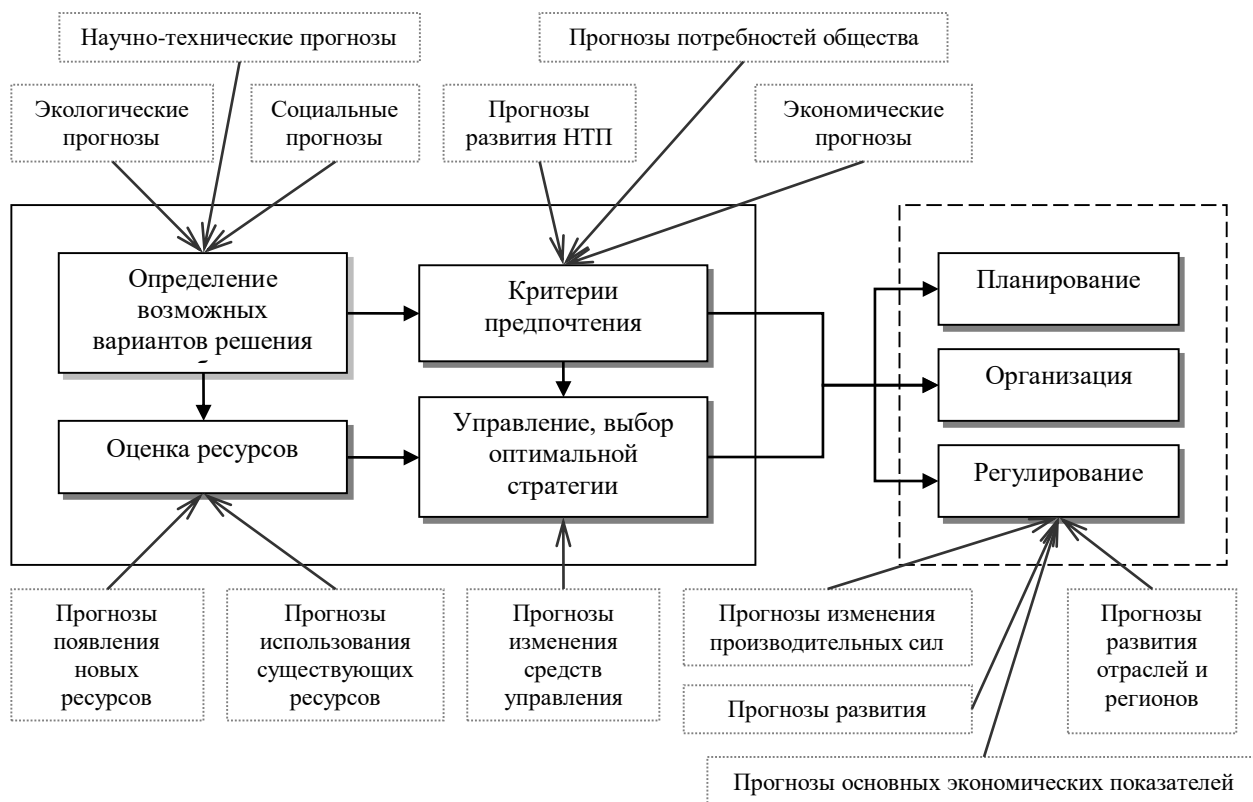 Научно-технические прогнозы
Прогнозы потребностей общества
Экологические
прогнозы
Социальные
прогнозы
Прогнозы
развития НТП
Экономические
прогнозы
Определение
возможных
вариантов решения
Критерии
предпочтения
Планирование
Организация
Оценка ресурсов
Управление, выбор
оптимальной
стратегии
Регулирование
Прогнозы
появления
новых
ресурсов
Прогнозы
использования
существующих
ресурсов
Прогнозы
изменения
средств
управления
Прогнозы изменения
производительных сил
Прогнозы
развития
отраслей и
регионов
Прогнозы развития
Прогнозы основных экономических показателей